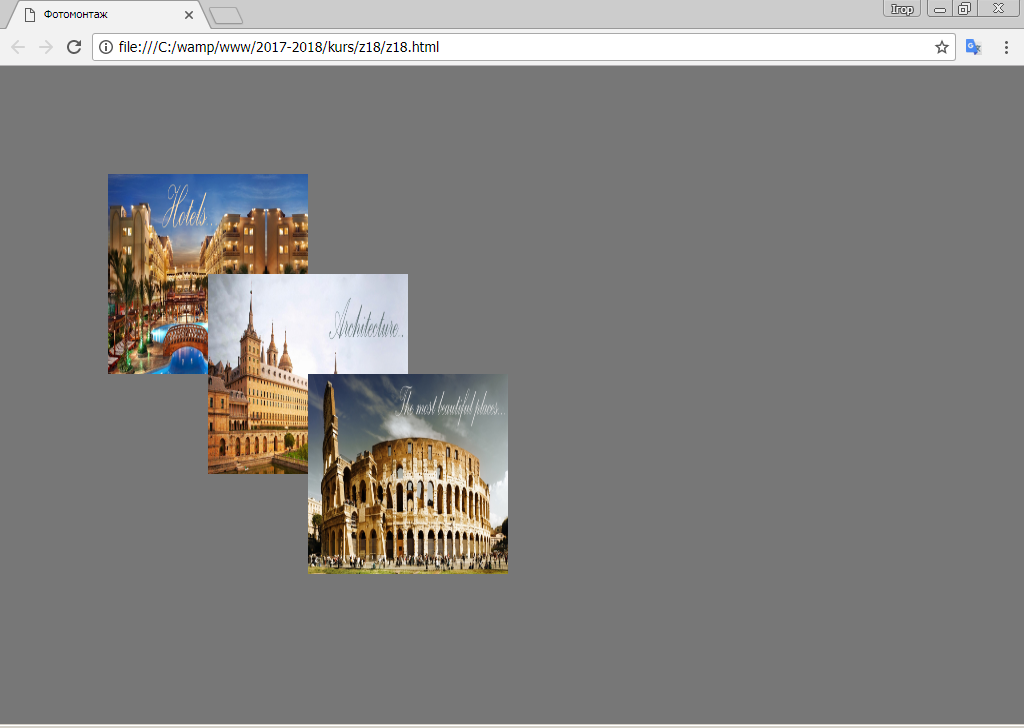 Фотомонтаж
Ігор
file:///C:/wamp/www/2017-2018/kurs/z18/z18.html
Hotels...
Architecture...
The most beautiful places...